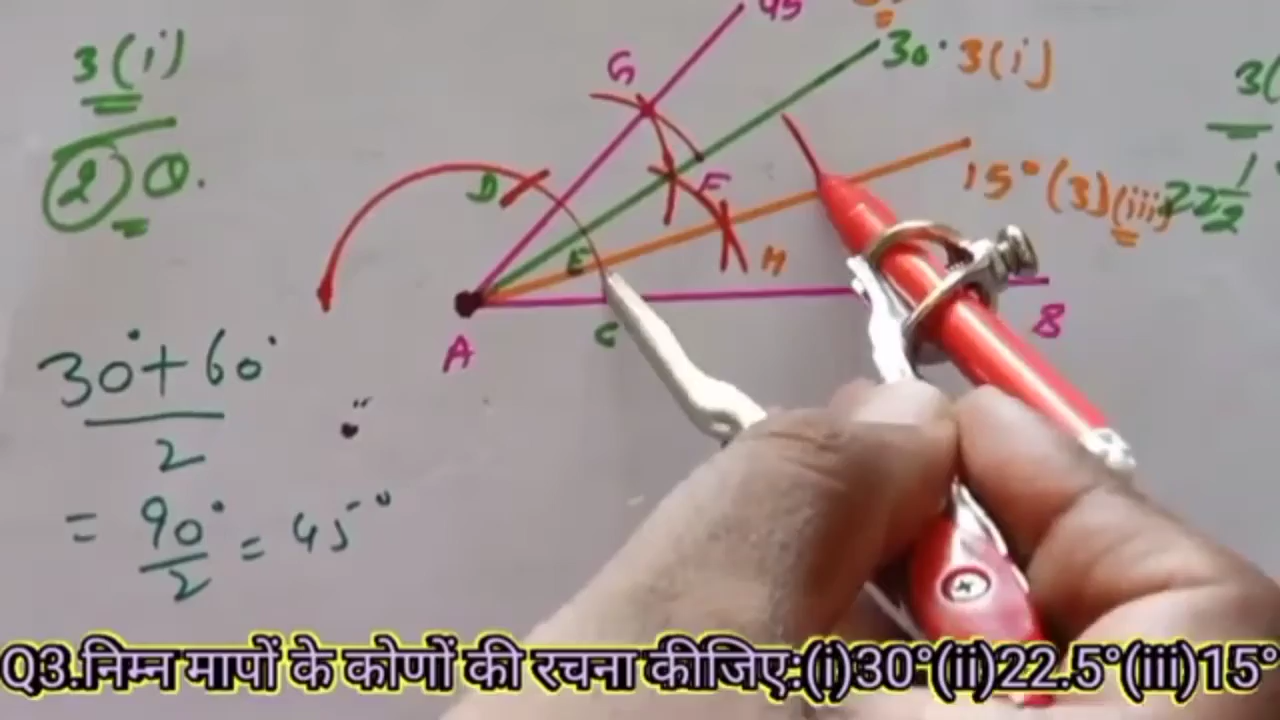 3(i)
2) θ.
30°+60°
2
= 90°/2 = 45°
45
30° 3(i)
15° (3)(iii)
3(
22 1/2
G
D
F
E
H
A
C
B
Q3.निम्न मापों के कोणों की रचना कीजिए:(i)30°(ii)22.5°(iii)15°